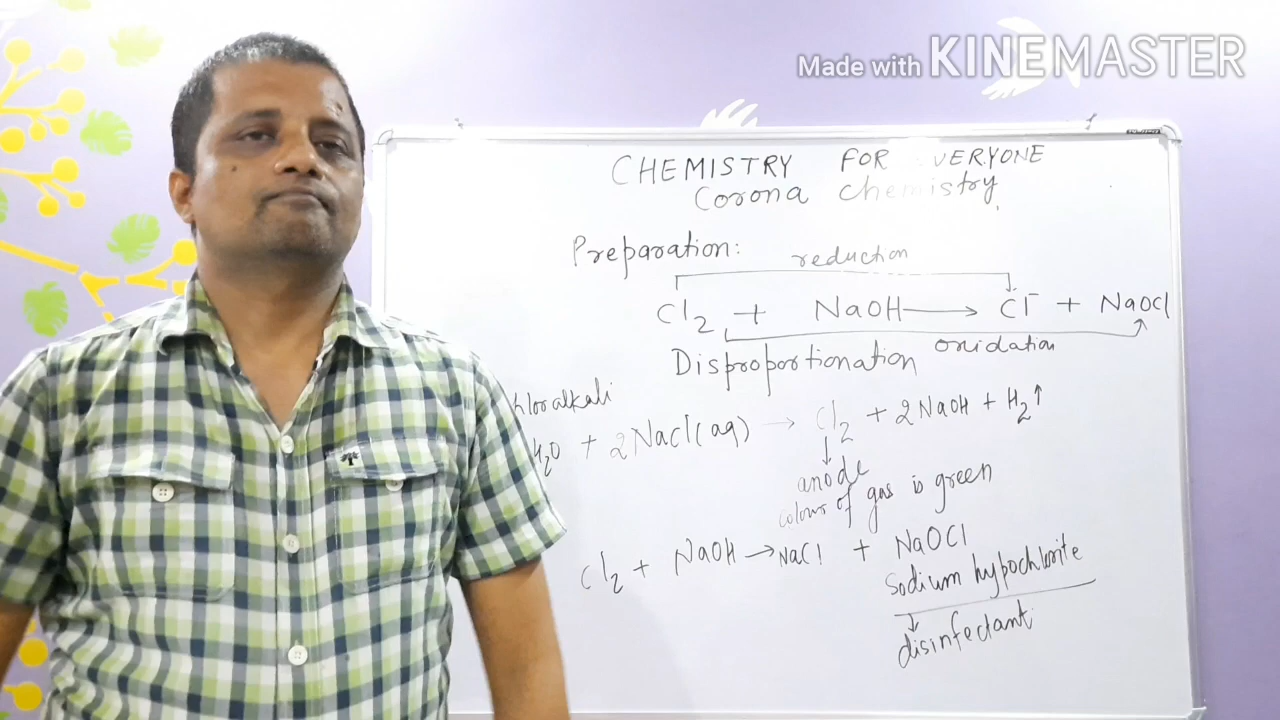 Made with KINEMASTER
CHEMISTRY FOR EVERYONE
Corona chemistry
Preparation:
reduction
Cl2 + NaOH → Cl⁻ + NaOCl
oxidation
Disproportionation
hloralkali
H2O + 2NaCl(aq) → Cl2 + 2NaOH + H2↑
↓
anode
colour of gas is green
Cl2 + NaOH → NaCl + NaOCl
sodium hypochlorite
↓
disinfectant